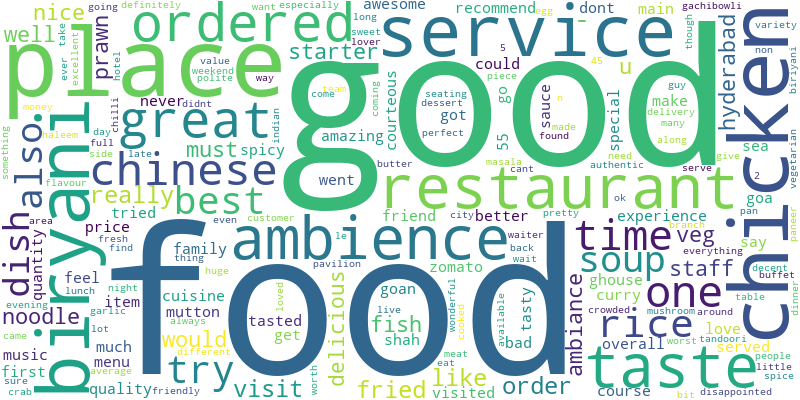 good
food
place
service
chicken
biryani
restaurant
ambience
taste
great
ordered
chinese
one
time
rice
soup
try
best
dish
also
nice
well
prawn
starter
awesome
recommend
dont
main
u
could
hyderabad
gachibowli
variety
though
biriyani
make
special
sauce
got
go
55
45
5
2
n
courteous
amazing
never
must
spicy
really
tried
price
quantity
noodle
feel
family
cuisine
item
mutton
would
much
menu
music
first
quality
visit
visited
tasted
get
delicious
fried
fish
shah
goan
like
order
zomato
friend
better
experience
veg
say
staff
ghouse
curry
tasty
bad
ambiance
overall
love
served
course
disappointed
went
going
definitely
want
especially
egg
long
sweet
lover
ever
take
excellent
hotel
value
weekend
polite
way
money
haleem
day
chilli
full
didnt
team
come
coming
indian
seating
dessert
perfect
piece
guy
made
found
delivery
many
along
something
flavour
side
late
butter
masala
cant
authentic
need
give
serve
ok
sea
goa
pan
non
vegetarian
paneer
area
fresh
find
thing
even
customer
le
city
waiter
back
wait
pretty
branch
everything
decent
buffet
dinner
table
lunch
huge
pavilion
loved
live
wonderful
available
cooked
night
garlic
evening
lot
always
different
came
sure
crab
average
friendly
worth
meat
eat
crowded
mushroom
around
worst
tandoori
people
little
spice
bit